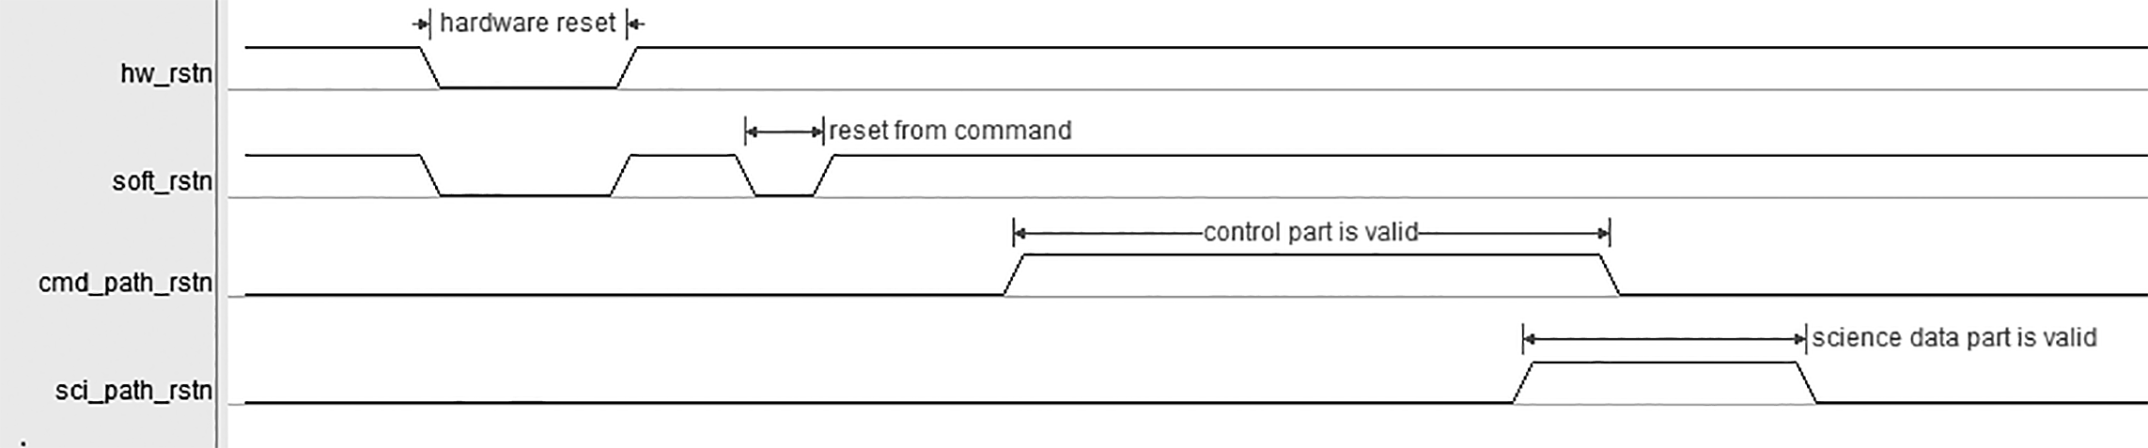 hardware reset
hw_rstn
reset from command
soft_rstn
control part is valid
cmd_path_rstn
science data part is valid
sci_path_rstn